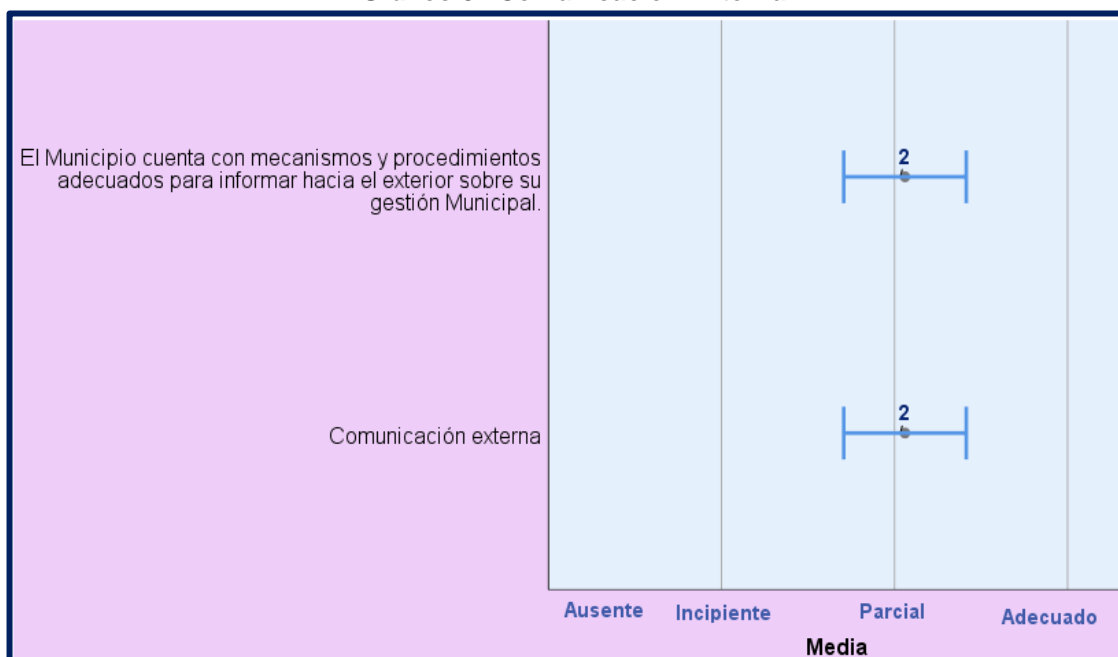 El Municipio cuenta con mecanismos y procedimientos
adecuados para informar hacia el exterior sobre su
gestión Municipal.
2
Comunicación externa
2
Ausente
Incipiente
Parcial
Adecuado
Media